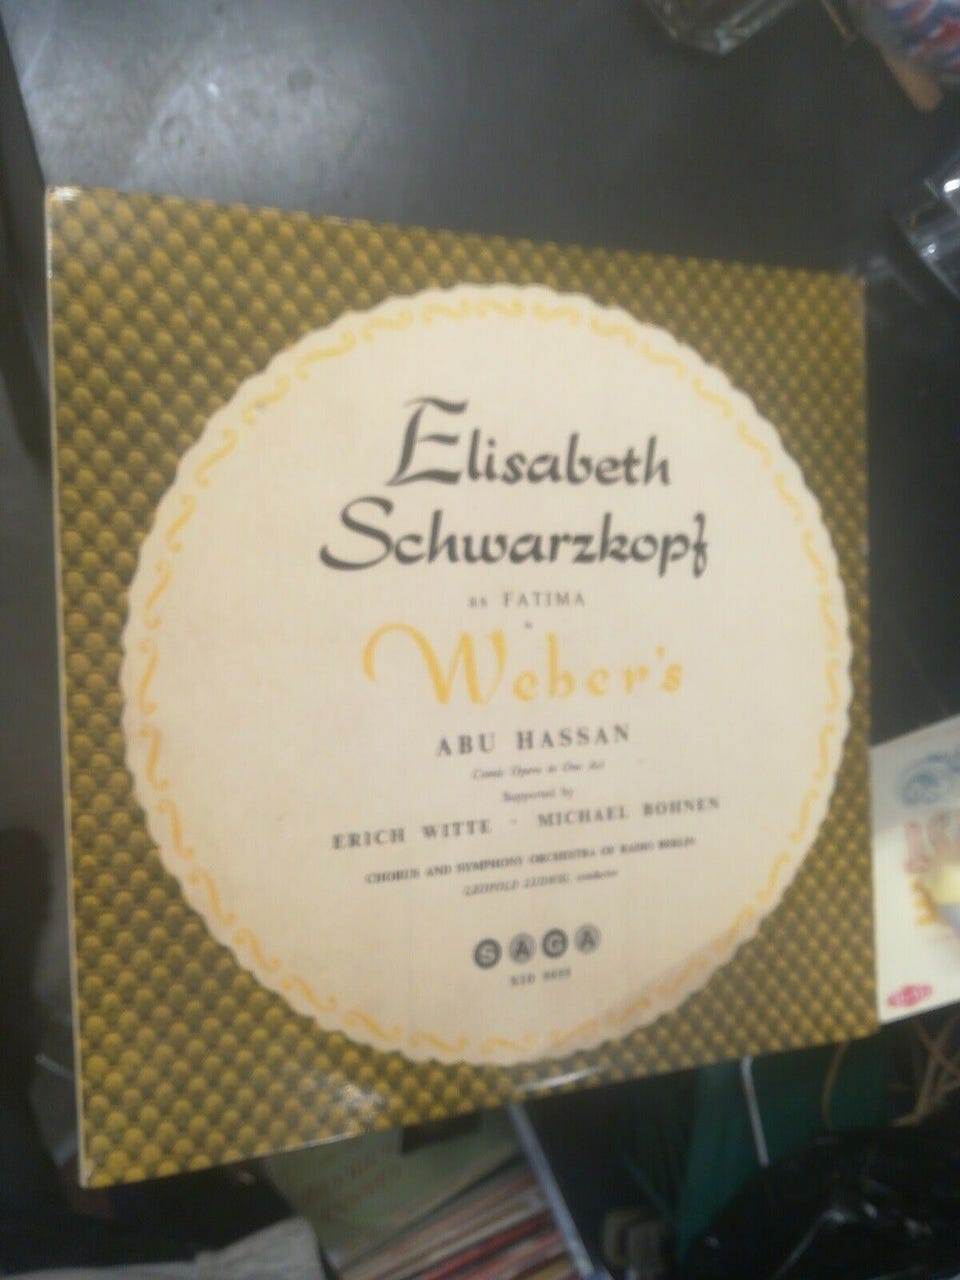 Elisabeth
Schwarzkopf
as FATIMA
Weber's
ABU HASSAN
Comic Opera in One Act
Supported by
ERICH WITTE · MICHAEL BOHNEN
CHORUS AND SYMPHONY ORCHESTRA OF RADIO BERLIN
LEOPOLD LUDWIG, conductor
SAGA